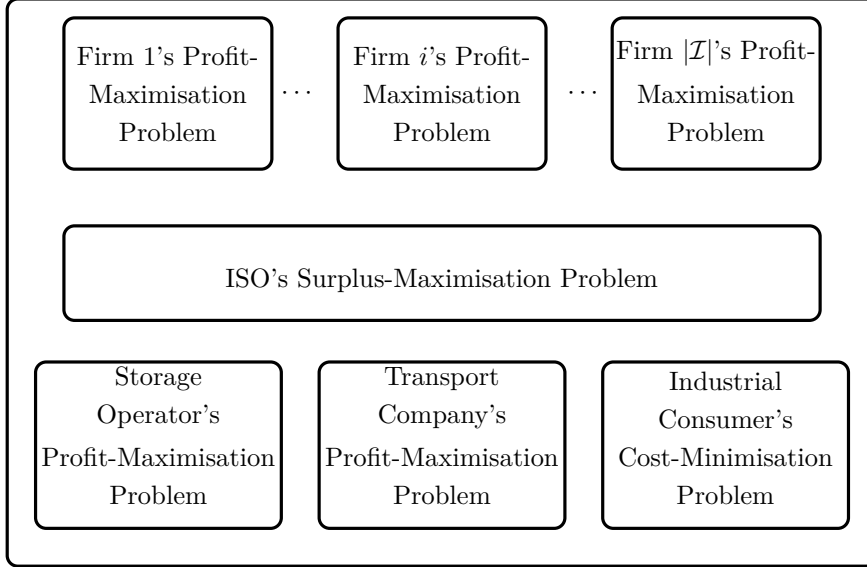 Firm 1's Profit-
Maximisation
Problem
...
Firm i's Profit-
Maximisation
Problem
...
Firm |ℐ|'s Profit-
Maximisation
Problem
ISO's Surplus-Maximisation Problem
Storage
Operator's
Profit-Maximisation
Problem
Transport
Company's
Profit-Maximisation
Problem
Industrial
Consumer's
Cost-Minimisation
Problem